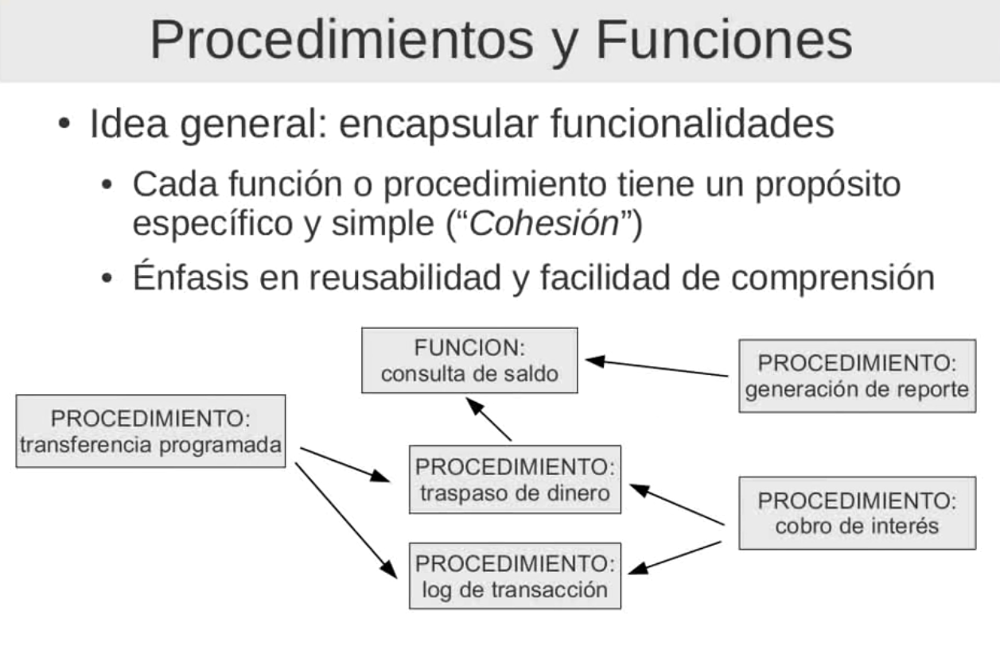 Procedimientos y Funciones
• Idea general: encapsular funcionalidades
• Cada función o procedimiento tiene un propósito
específico y simple (“Cohesión”)
• Énfasis en reusabilidad y facilidad de comprensión
FUNCION:
consulta de saldo
PROCEDIMIENTO:
generación de reporte
PROCEDIMIENTO:
transferencia programada
PROCEDIMIENTO:
traspaso de dinero
PROCEDIMIENTO:
cobro de interés
PROCEDIMIENTO:
log de transacción